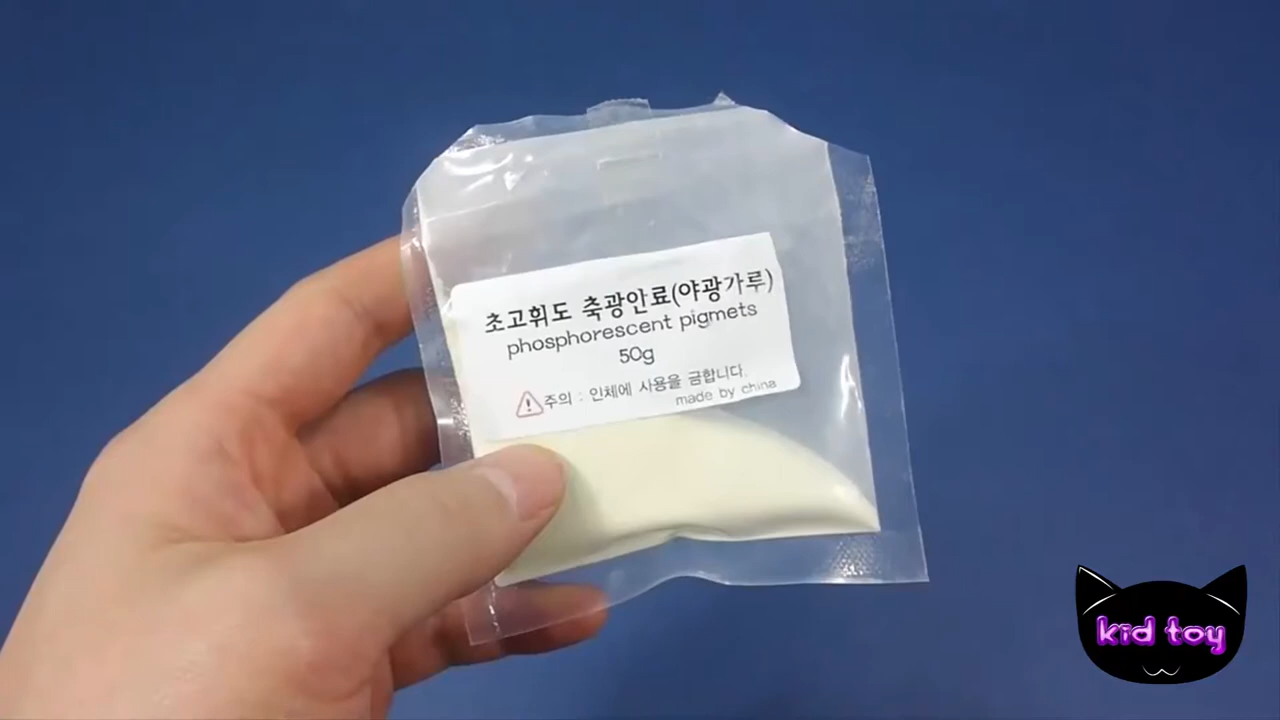 초고휘도 축광안료(야광가루)
phosphorescent pigmets
50g
주의 : 인체에 사용을 금합니다.
made by china
kid toy